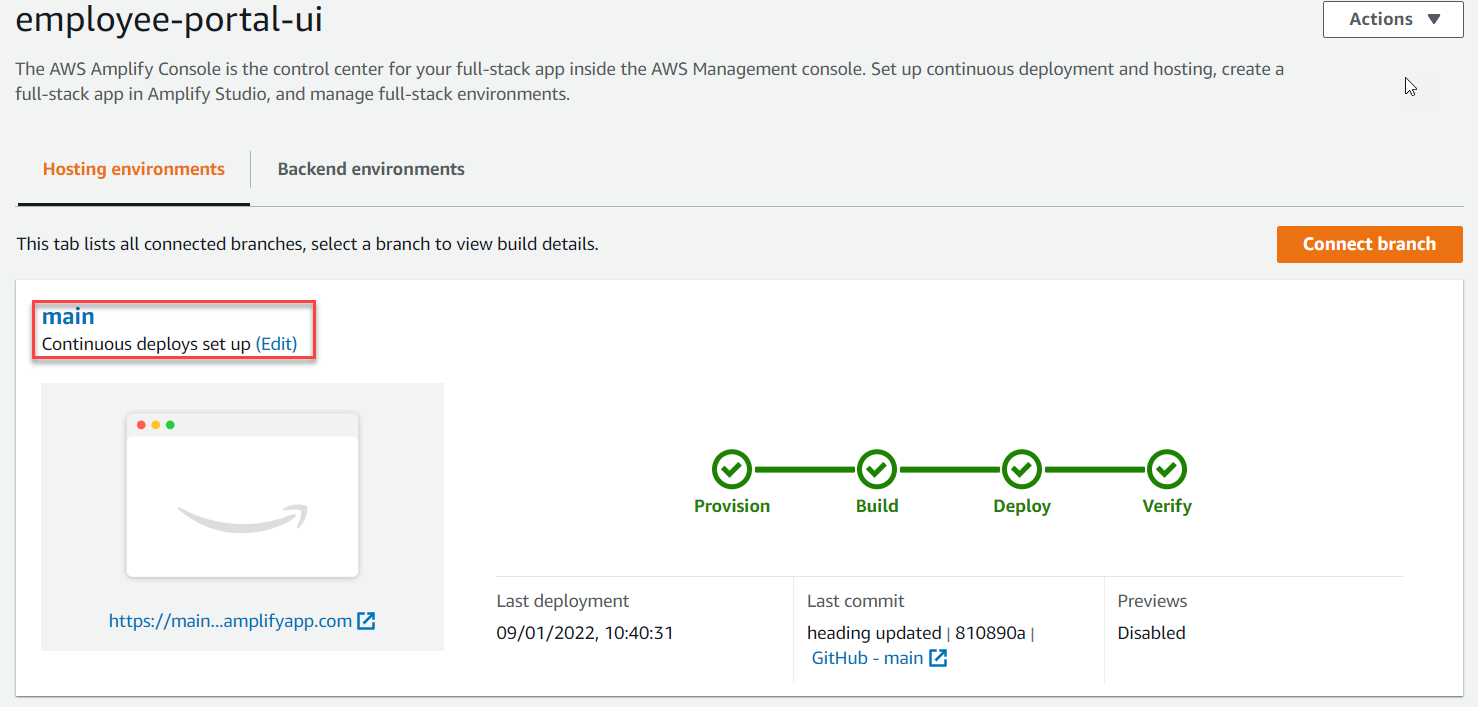 employee-portal-ui
Actions
The AWS Amplify Console is the control center for your full-stack app inside the AWS Management console. Set up continuous deployment and hosting, create a
full-stack app in Amplify Studio, and manage full-stack environments.
Hosting environments
Backend environments
This tab lists all connected branches, select a branch to view build details.
Connect branch
main
Continuous deploys set up (Edit)
Provision
Build
Deploy
Verify
https://main...amplifyapp.com
Last deployment
09/01/2022, 10:40:31
Last commit
heading updated | 810890a |
GitHub - main
Previews
Disabled